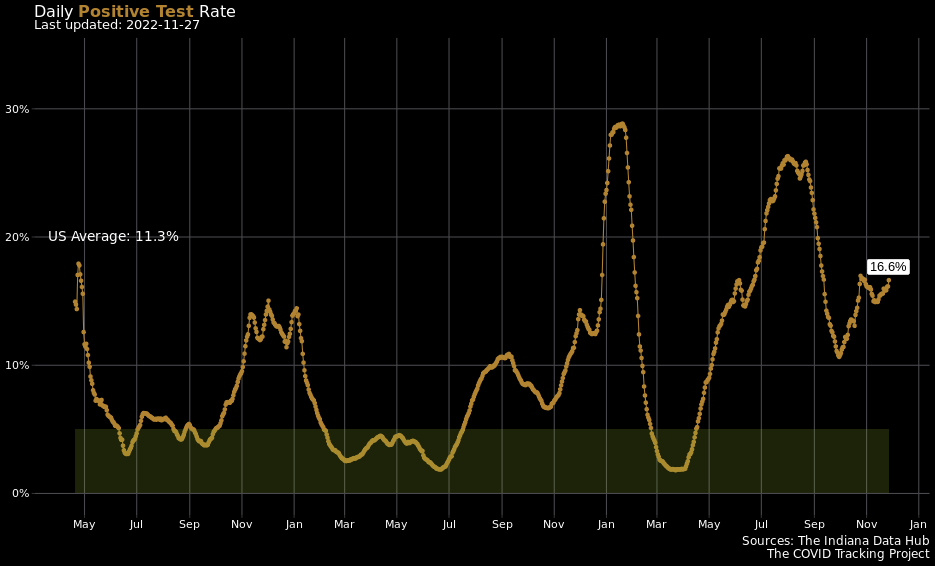 Daily Positive Test Rate
Last updated: 2022-11-27
30%
20%
US Average: 11.3%
16.6%
10%
0%
May Jul Sep Nov Jan Mar May Jul Sep Nov Jan Mar May Jul Sep Nov Jan
Sources: The Indiana Data Hub
The COVID Tracking Project